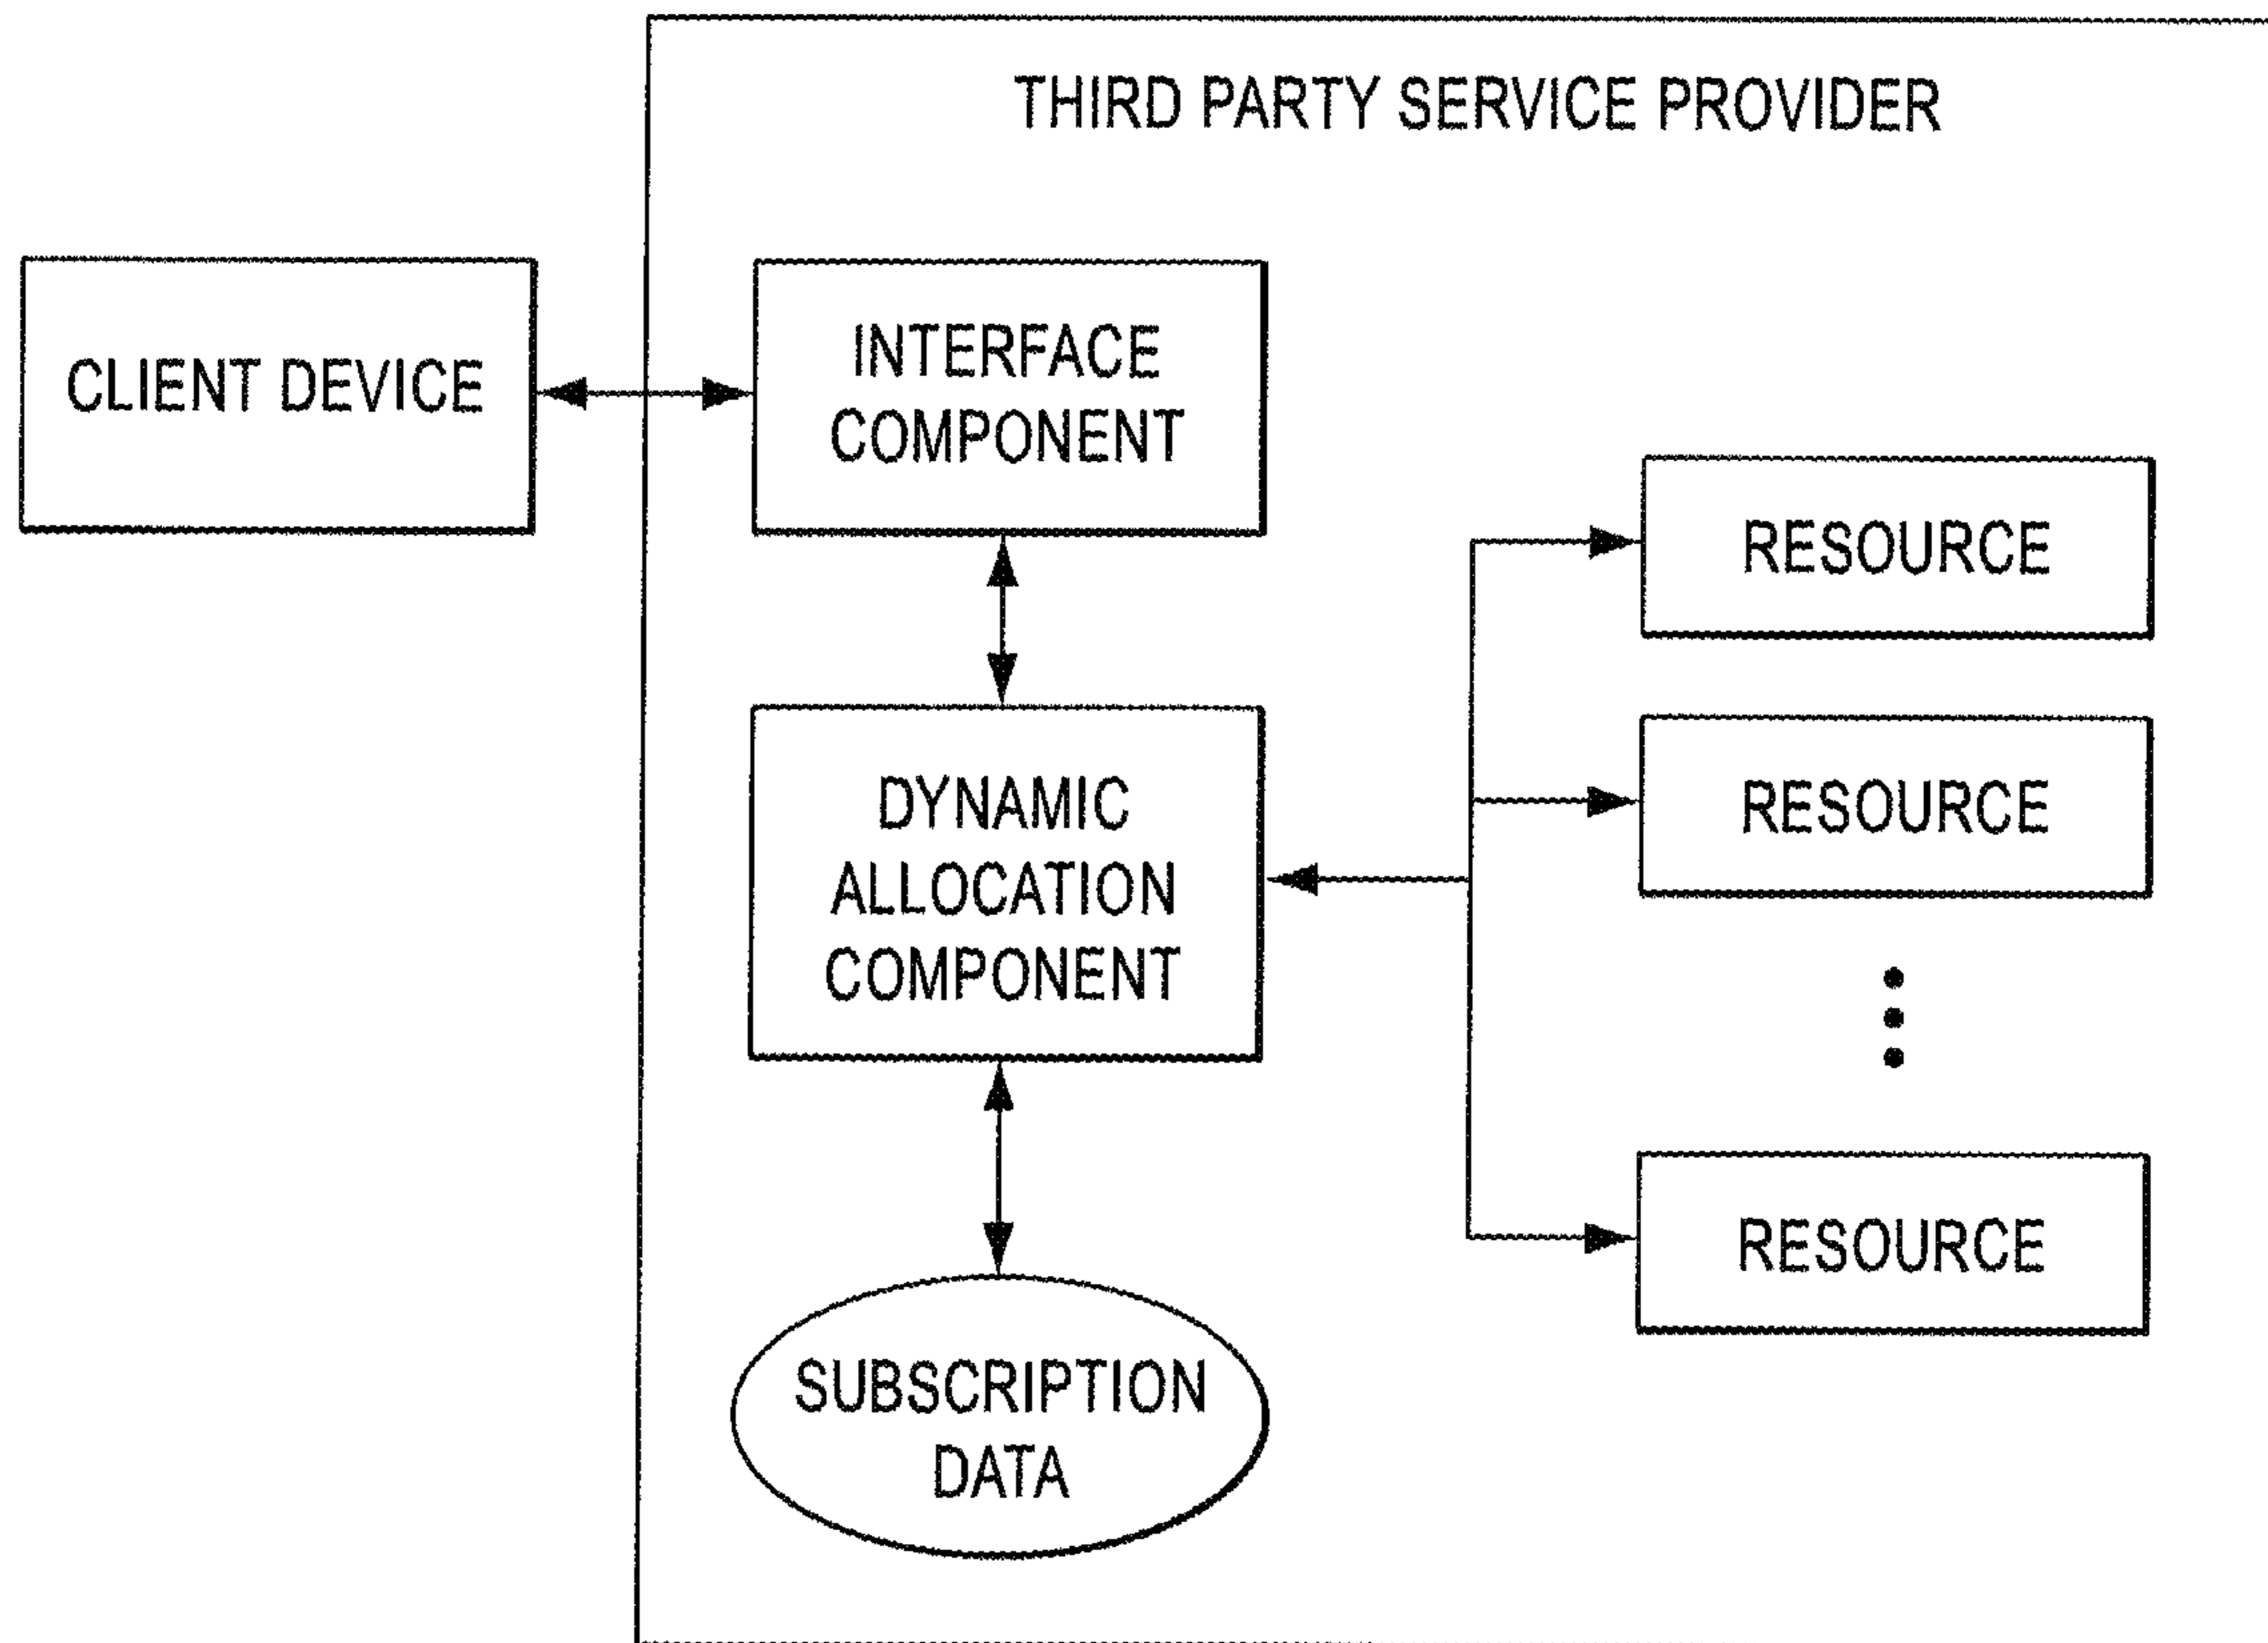 THIRD PARTY SERVICE PROVIDER
CLIENT DEVICE
INTERFACE
COMPONENT
RESOURCE
DYNAMIC
ALLOCATION
COMPONENT
RESOURCE
RESOURCE
SUBSCRIPTION
DATA